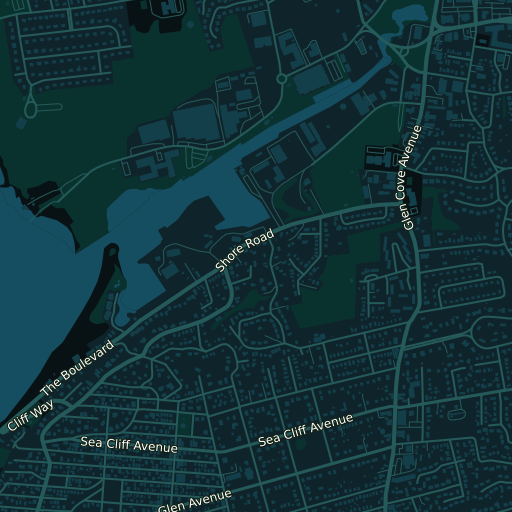 Glen Cove Avenue
Shore Road
The Boulevard
Cliff Way
Sea Cliff Avenue
Sea Cliff Avenue
Glen Avenue